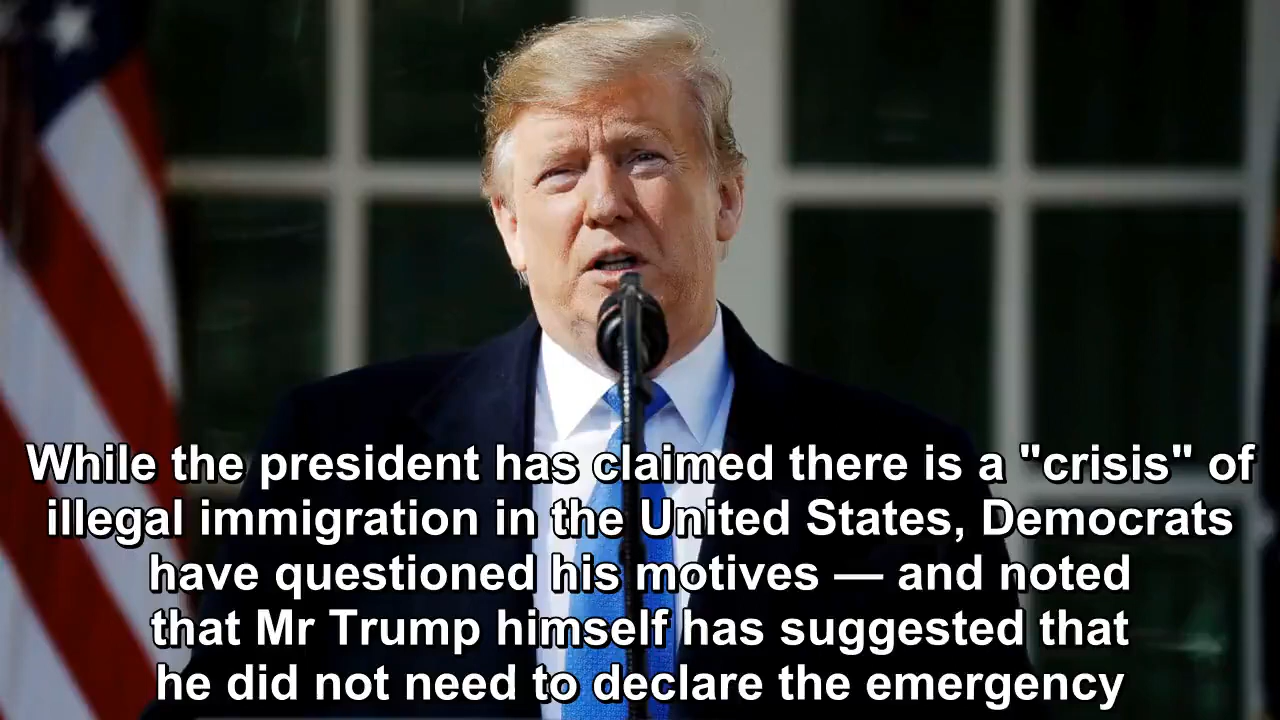 While the president has claimed there is a "crisis" of
illegal immigration in the United States, Democrats
have questioned his motives — and noted
that Mr Trump himself has suggested that
he did not need to declare the emergency